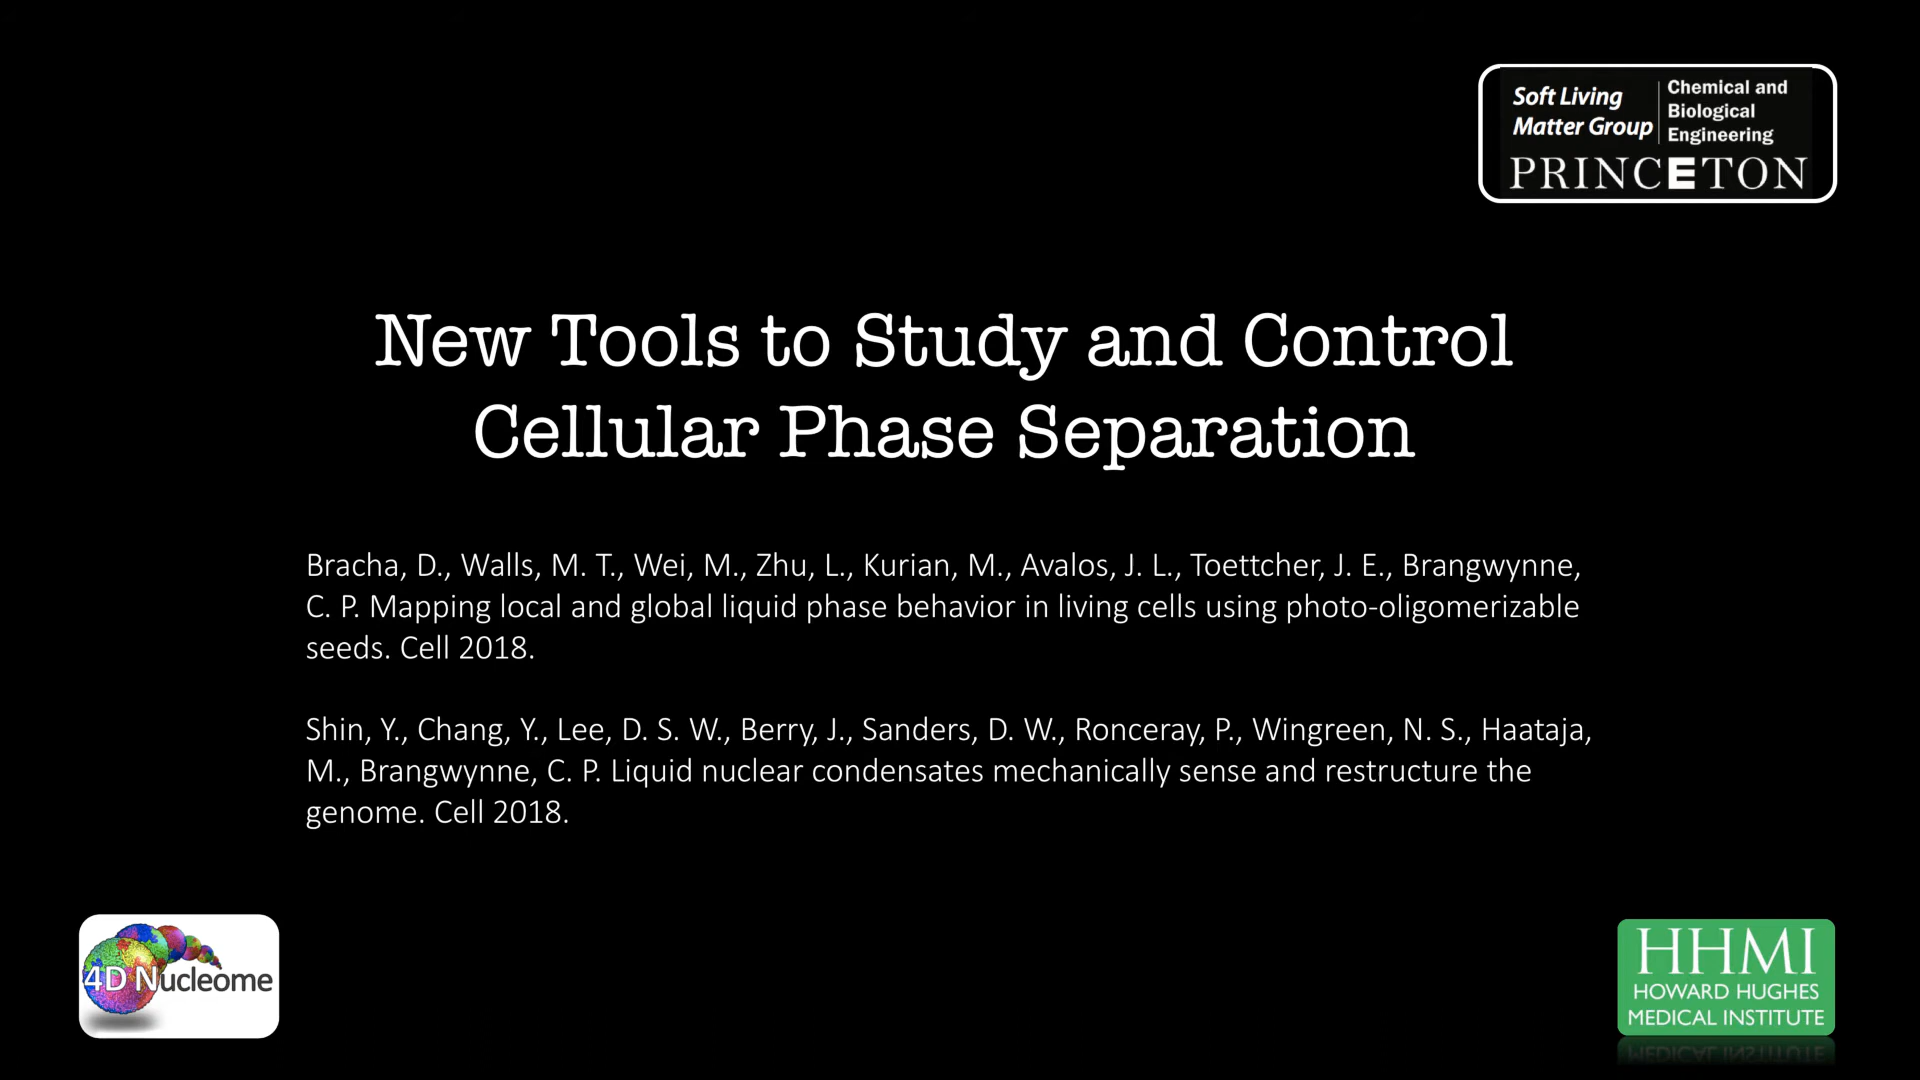 Soft Living
Matter Group
Chemical and
Biological
Engineering
PRINCETON
New Tools to Study and Control
Cellular Phase Separation
Bracha, D., Walls, M. T., Wei, M., Zhu, L., Kurian, M., Avalos, J. L., Toettcher, J. E., Brangwynne,
C. P. Mapping local and global liquid phase behavior in living cells using photo-oligomerizable
seeds. Cell 2018.
Shin, Y., Chang, Y., Lee, D. S. W., Berry, J., Sanders, D. W., Ronceray, P., Wingreen, N. S., Haataja,
M., Brangwynne, C. P. Liquid nuclear condensates mechanically sense and restructure the
genome. Cell 2018.
4D Nucleome
HHMI
HOWARD HUGHES
MEDICAL INSTITUTE